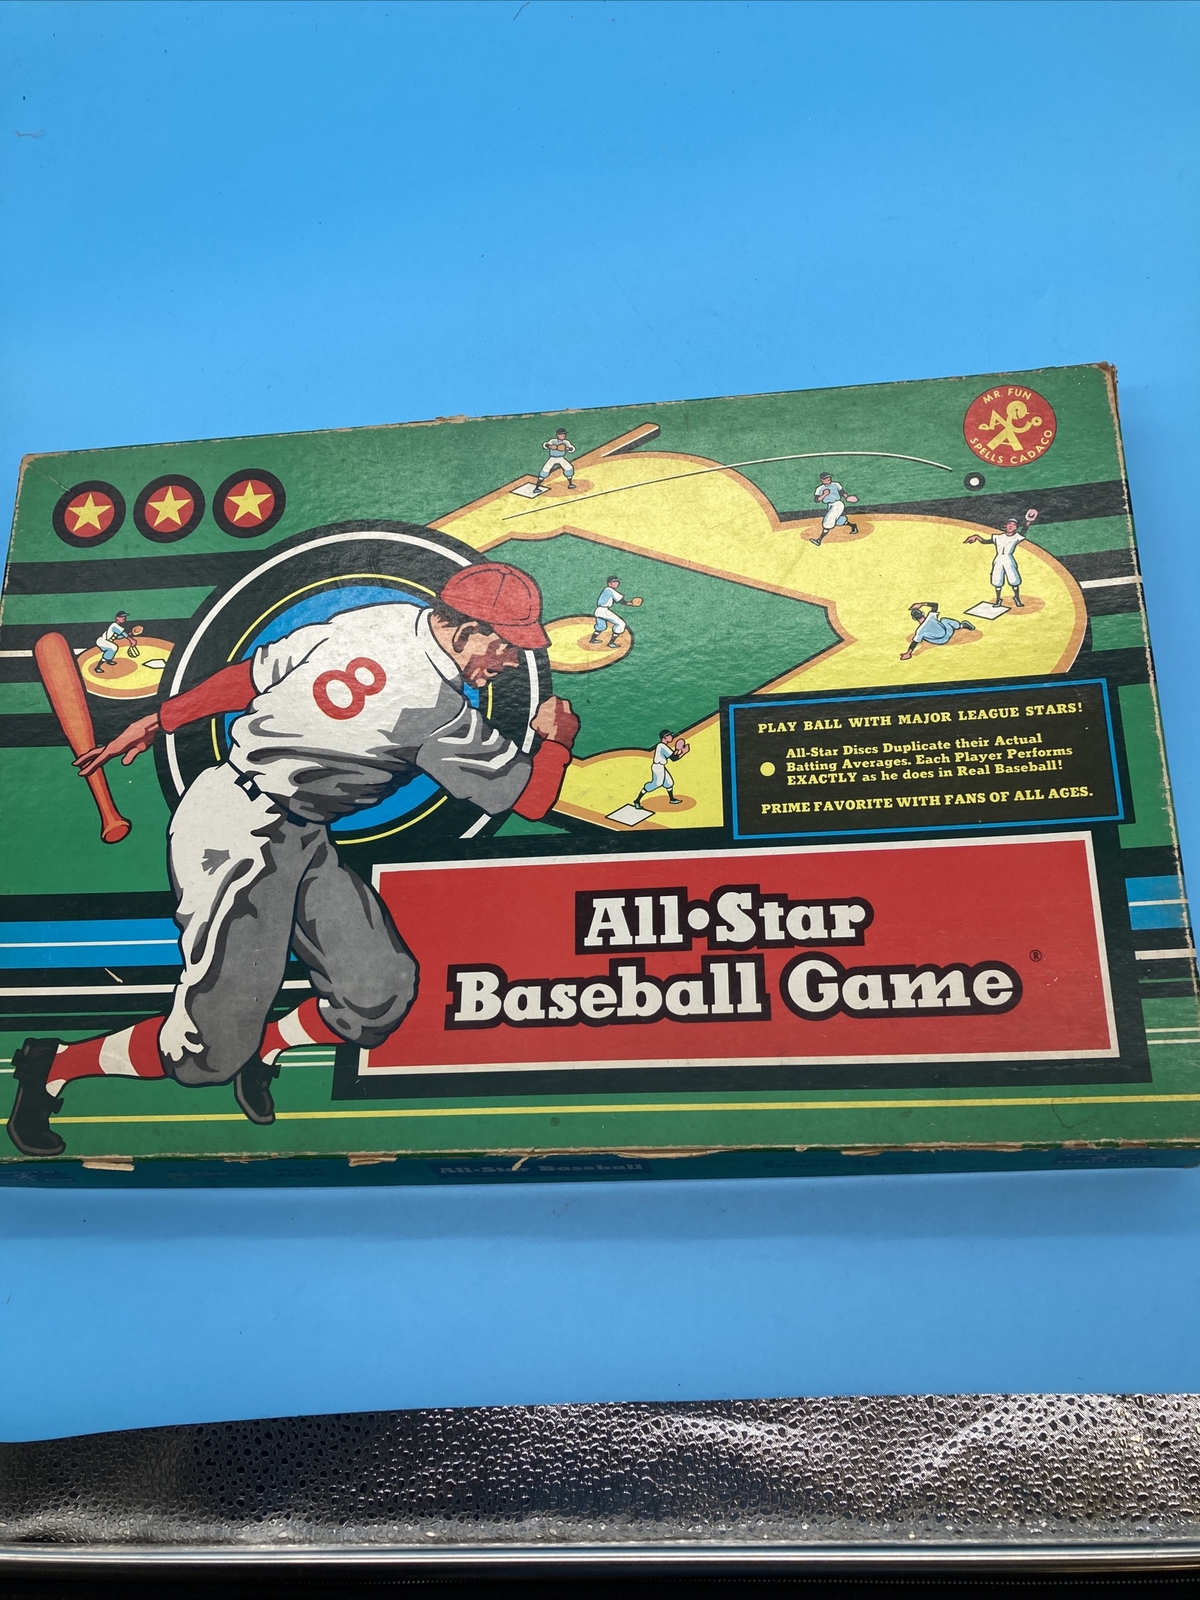 MR. FUN
CADACO
SPELLS CADACO
8
PLAY BALL WITH MAJOR LEAGUE STARS!
All-Star Discs Duplicate their Actual
Batting Averages. Each Player Performs
EXACTLY as he does in Real Baseball!
PRIME FAVORITE WITH FANS OF ALL AGES.
All•Star
Baseball Game ®
All-Star Baseball